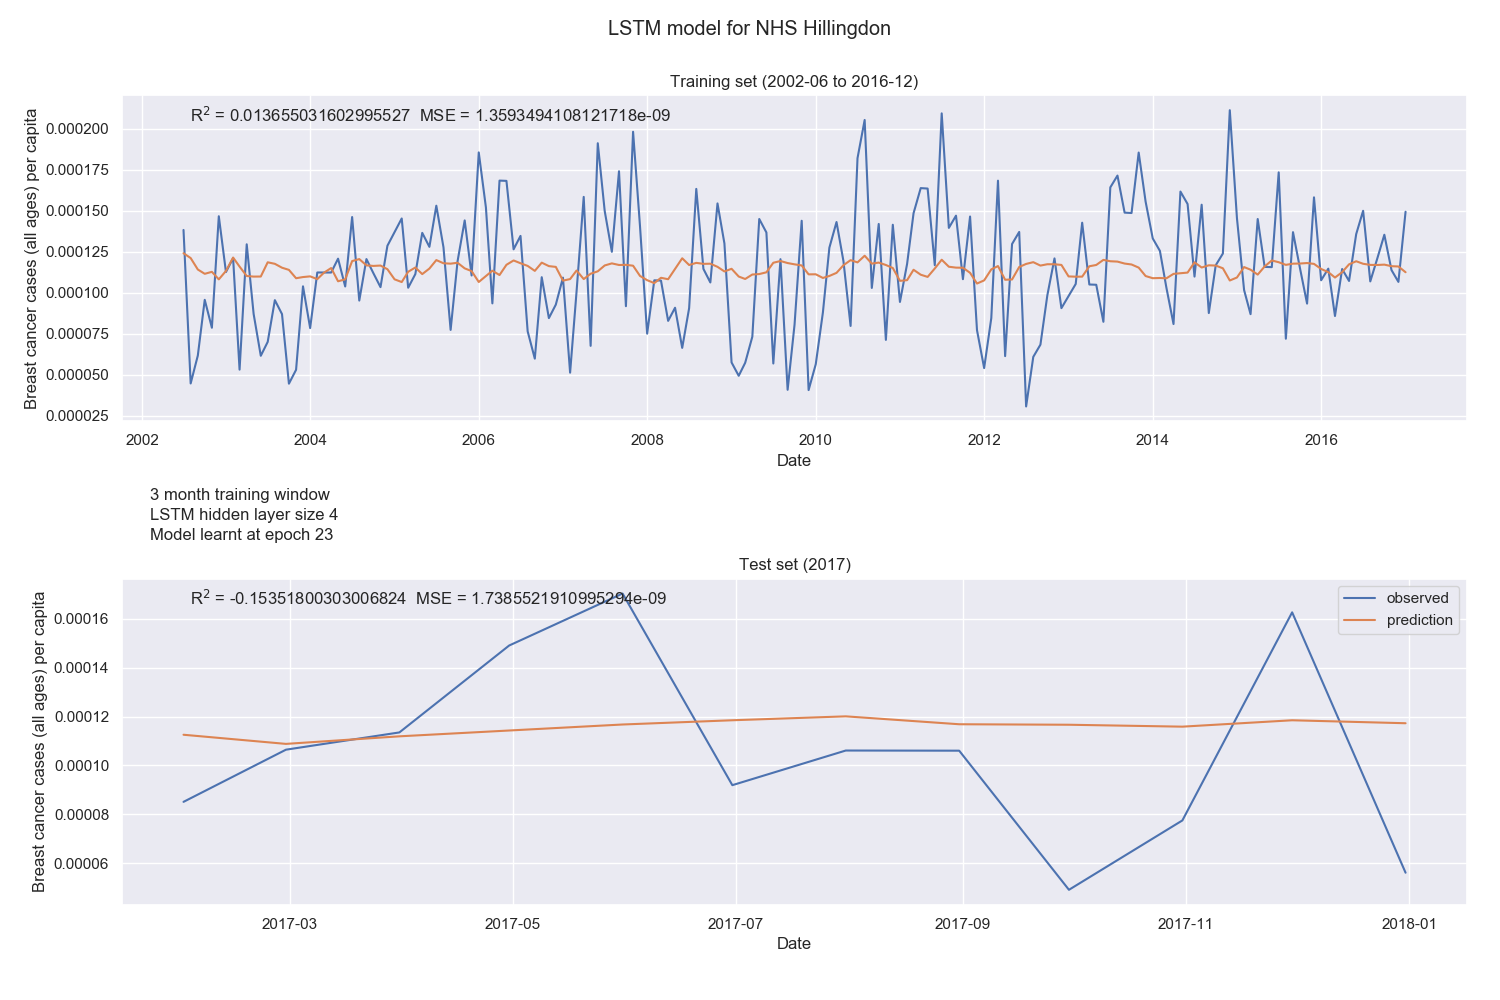 LSTM model for NHS Hillingdon
Training set (2002-06 to 2016-12)
R² = 0.013655031602995527 MSE = 1.3593494108121718e-09
Breast cancer cases (all ages) per capita
0.000200
0.000175
0.000150
0.000125
0.000100
0.000075
0.000050
0.000025
2002 2004 2006 2008 2010 2012 2014 2016
Date
3 month training window
LSTM hidden layer size 4
Model learnt at epoch 23
Test set (2017)
R² = -0.15351800303006824 MSE = 1.7385521910995294e-09
observed
prediction
Breast cancer cases (all ages) per capita
0.00016
0.00014
0.00012
0.00010
0.00008
0.00006
2017-03 2017-05 2017-07 2017-09 2017-11 2018-01
Date